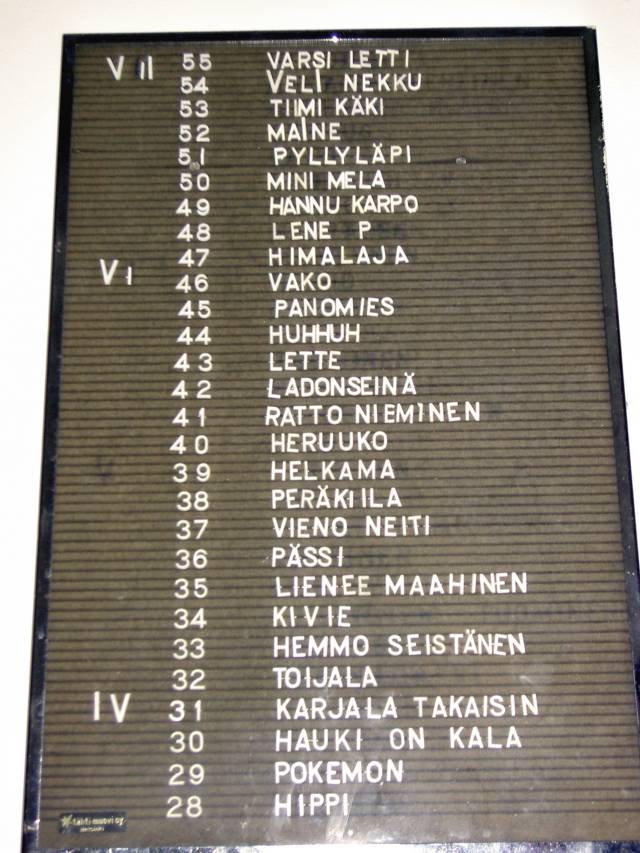 VII 55 VARSI LETTI
54 VELI NEKKU
53 TIIMI KÄKI
52 MAINE
51 PYLLYLÄPI
50 MINI MELA
49 HANNU KARPO
48 LENE P
47 HIMALAJA
VI 46 VAKO
45 PANOMIES
44 HUHHUH
43 LETTE
42 LADONSEINÄ
41 RATTO NIEMINEN
40 HERUUKO
39 HELKAMA
38 PERÄKIILA
37 VIENO NEITI
36 PÄSSI
35 LIENEE MAAHINEN
34 KIVIE
33 HEMMO SEISTÄNEN
32 TOIJALA
IV 31 KARJALA TAKAISIN
30 HAUKI ON KALA
29 POKEMON
28 HIPPI
tahtimuovi oy